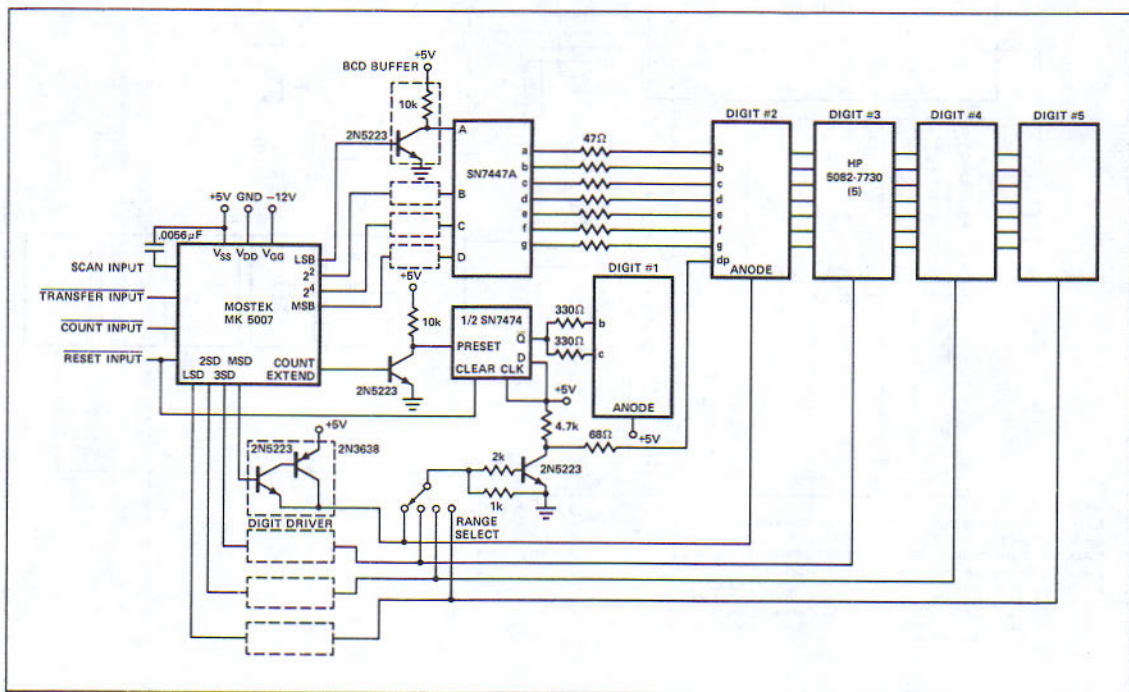 BCD BUFFER
+5V
10k
2N5223
A
B
C
D
SN7447A
a
b
c
d
e
f
g
47Ω
DIGIT #2
a
b
c
d
e
f
g
dp
ANODE
DIGIT #3
HP
5082-7730
(5)
DIGIT #4
DIGIT #5
+5V GND −12V
.0056µF
SCAN INPUT
TRANSFER INPUT
COUNT INPUT
RESET INPUT
VSS VDD VGG
MOSTEK
MK 5007
LSB
2²
2⁴
MSB
COUNT
EXTEND
2SD MSD
LSD 3SD
+5V
10k
2N5223
1/2 SN7474
PRESET
Q
D
CLEAR CLK
330Ω
330Ω
DIGIT #1
b
c
ANODE
+5V
+5V
4.7k
68Ω
2N5223
2k
1k
RANGE
SELECT
+5V
2N5223
2N3638
DIGIT DRIVER